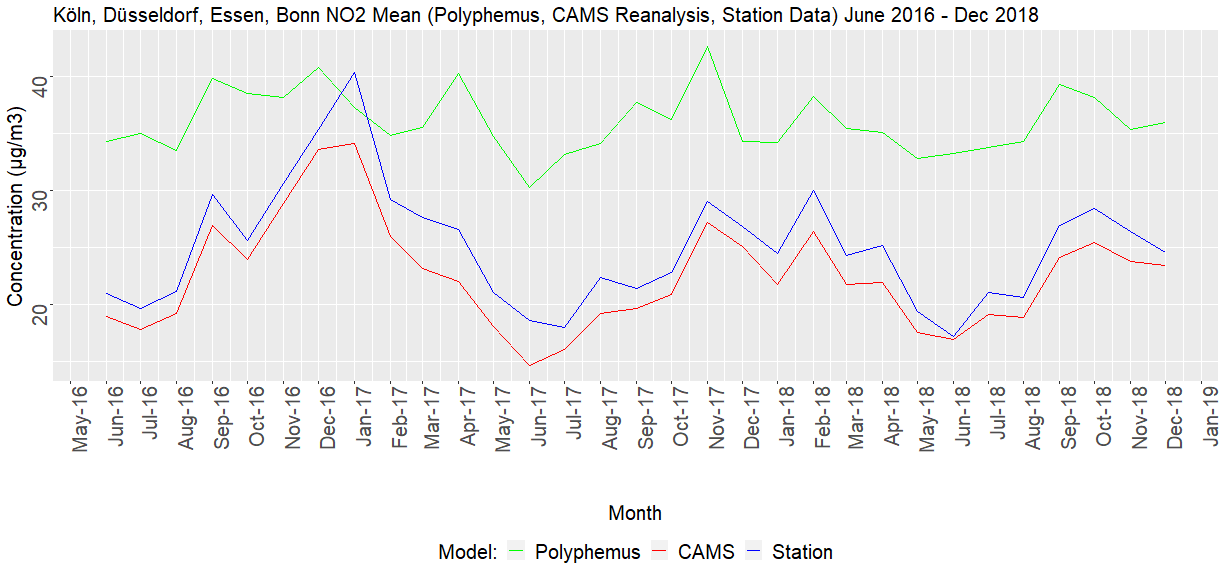 Köln, Düsseldorf, Essen, Bonn NO2 Mean (Polyphemus, CAMS Reanalysis, Station Data) June 2016 - Dec 2018
Concentration (µg/m3)
40
30
20
May-16
Jun-16
Jul-16
Aug-16
Sep-16
Oct-16
Nov-16
Dec-16
Jan-17
Feb-17
Mar-17
Apr-17
May-17
Jun-17
Jul-17
Aug-17
Sep-17
Oct-17
Nov-17
Dec-17
Jan-18
Feb-18
Mar-18
Apr-18
May-18
Jun-18
Jul-18
Aug-18
Sep-18
Oct-18
Nov-18
Dec-18
Jan-19
Month
Model: Polyphemus CAMS Station